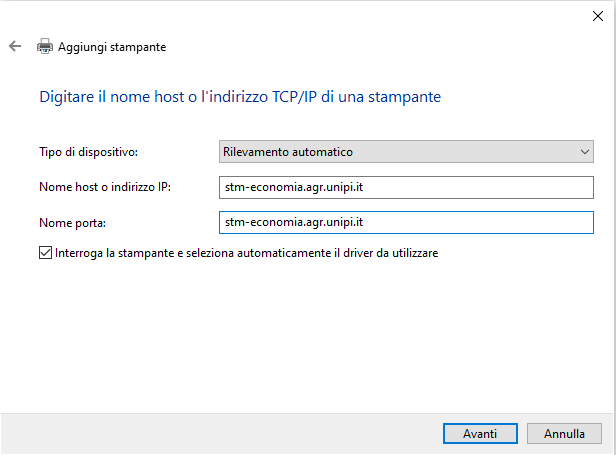 Aggiungi stampante
Digitare il nome host o l'indirizzo TCP/IP di una stampante
Tipo di dispositivo: Rilevamento automatico
Nome host o indirizzo IP: stm-economia.agr.unipi.it
Nome porta: stm-economia.agr.unipi.it
Interroga la stampante e seleziona automaticamente il driver da utilizzare
Avanti Annulla